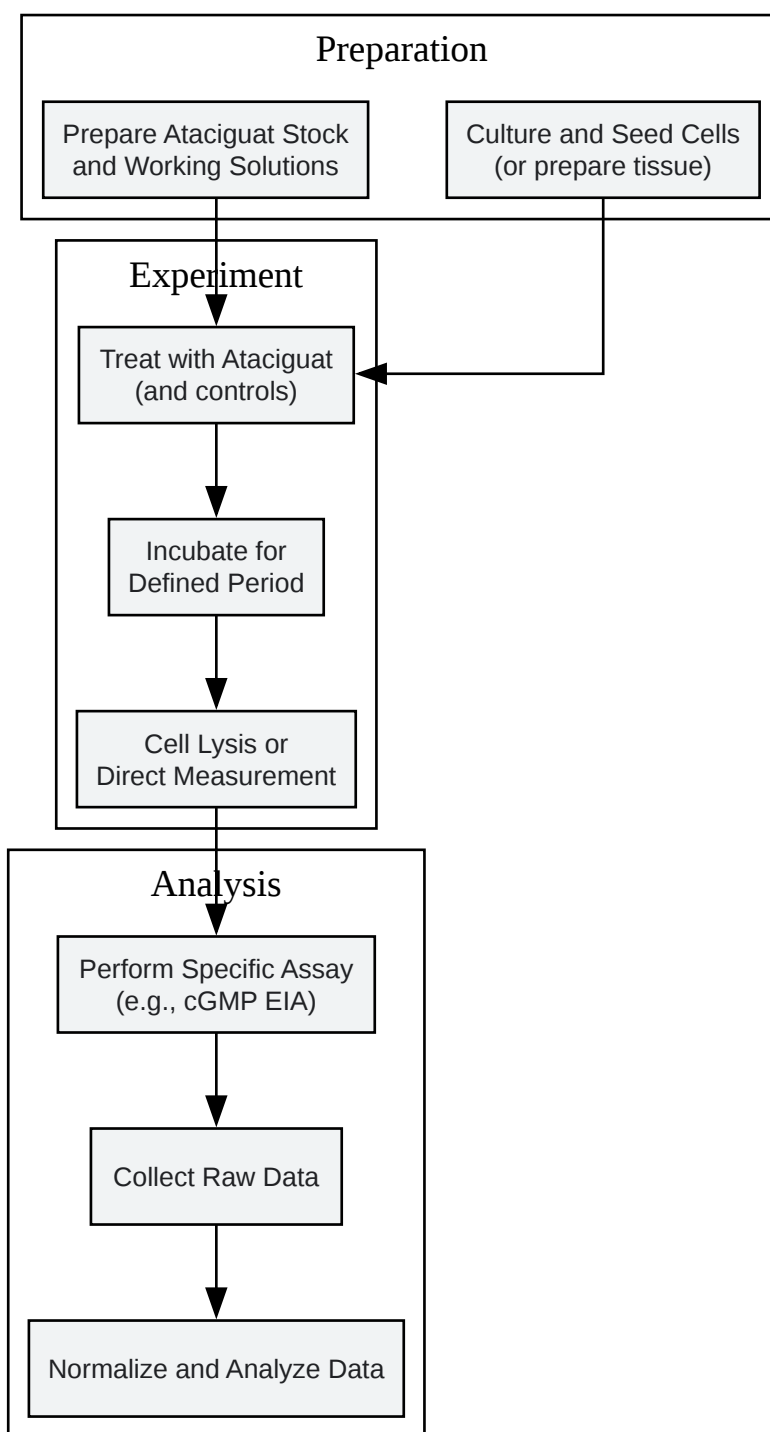 Preparation
Prepare Ataciguat Stock
and Working Solutions
Culture and Seed Cells
(or prepare tissue)
Experiment
Treat with Ataciguat
(and controls)
Incubate for
Defined Period
Cell Lysis or
Direct Measurement
Analysis
Perform Specific Assay
(e.g., cGMP EIA)
Collect Raw Data
Normalize and Analyze Data